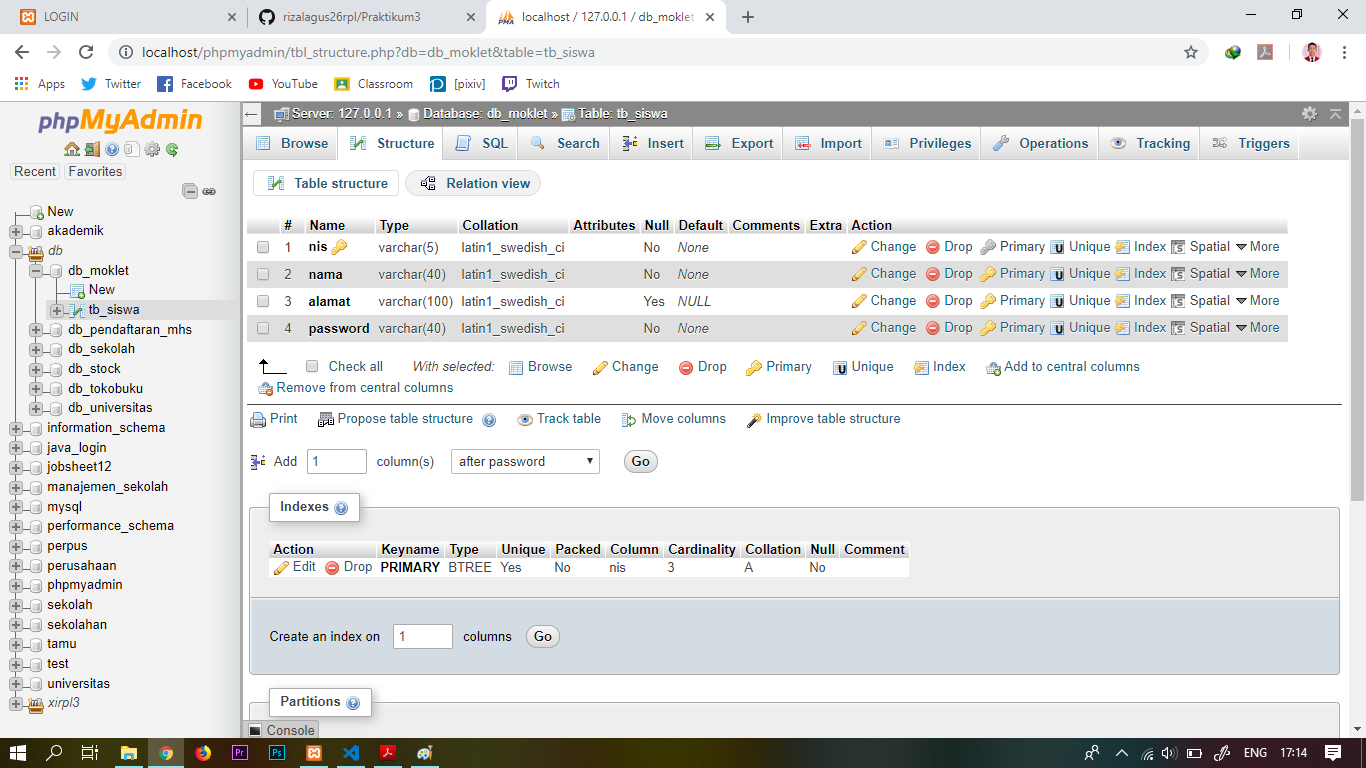 LOGIN
rizalagus26rpl/Praktikum3
localhost / 127.0.0.1 / db_moklet
localhost/phpmyadmin/tbl_structure.php?db=db_moklet&table=tb_siswa
Apps Twitter Facebook YouTube Classroom [pixiv] Twitch
phpMyAdmin
Recent Favorites
New
akademik
db
db_moklet
New
tb_siswa
db_pendaftaran_mhs
db_sekolah
db_stock
db_tokobuku
db_universitas
information_schema
java_login
jobsheet12
manajemen_sekolah
mysql
performance_schema
perpus
perusahaan
phpmyadmin
sekolah
sekolahan
tamu
test
universitas
xirpl3
Server: 127.0.0.1 » Database: db_moklet » Table: tb_siswa
Browse Structure SQL Search Insert Export Import Privileges Operations Tracking Triggers
Table structure Relation view
# Name Type Collation Attributes Null Default Comments Extra Action
1 nis varchar(5) latin1_swedish_ci No None Change Drop Primary Unique Index Spatial More
2 nama varchar(40) latin1_swedish_ci No None Change Drop Primary Unique Index Spatial More
3 alamat varchar(100) latin1_swedish_ci Yes NULL Change Drop Primary Unique Index Spatial More
4 password varchar(40) latin1_swedish_ci No None Change Drop Primary Unique Index Spatial More
Check all With selected: Browse Change Drop Primary Unique Index Add to central columns
Remove from central columns
Print Propose table structure Track table Move columns Improve table structure
Add 1 column(s) after password Go
Indexes
Action Keyname Type Unique Packed Column Cardinality Collation Null Comment
Edit Drop PRIMARY BTREE Yes No nis 3 A No
Create an index on 1 columns Go
Partitions
Console
ENG 17:14